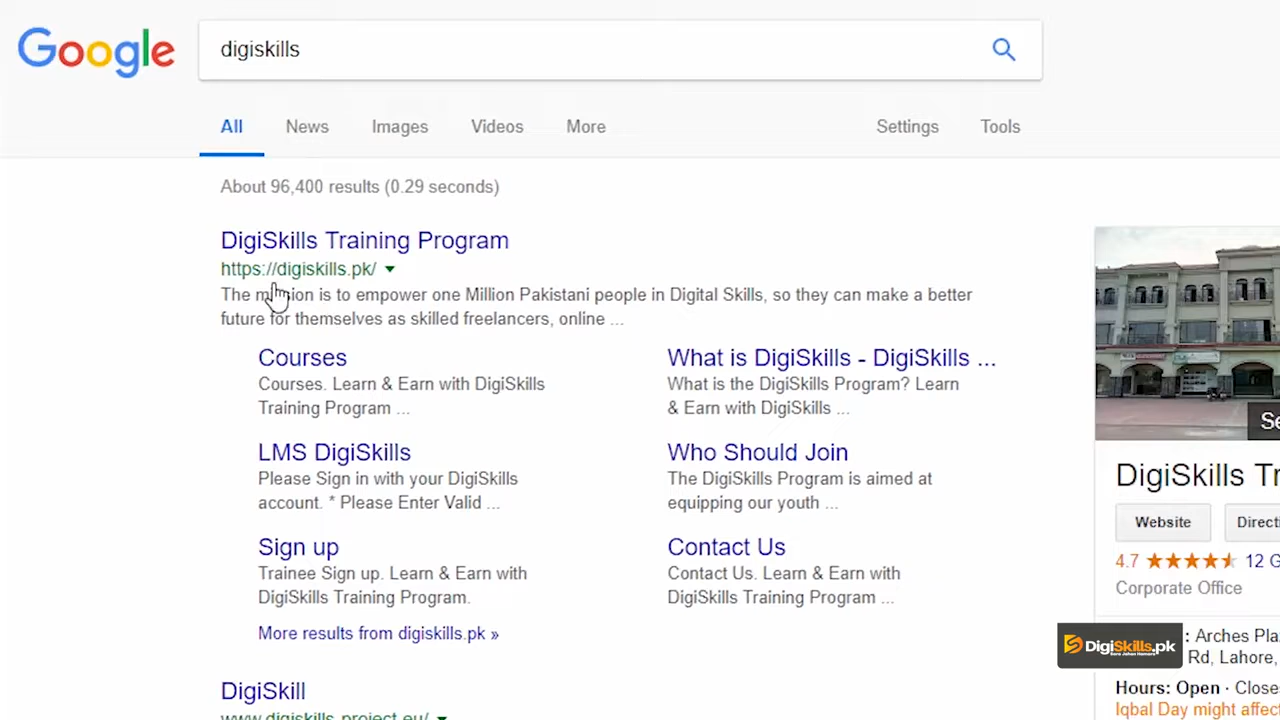 Google
digiskills
All News Images Videos More Settings Tools
About 96,400 results (0.29 seconds)
DigiSkills Training Program
https://digiskills.pk/
The mission is to empower one Million Pakistani people in Digital Skills, so they can make a better
future for themselves as skilled freelancers, online ...
Courses
Courses. Learn & Earn with DigiSkills
Training Program ...
What is DigiSkills - DigiSkills ...
What is the DigiSkills Program? Learn
& Earn with DigiSkills ...
LMS DigiSkills
Please Sign in with your DigiSkills
account. * Please Enter Valid ...
Who Should Join
The DigiSkills Program is aimed at
equipping our youth ...
Sign up
Trainee Sign up. Learn & Earn with
DigiSkills Training Program.
Contact Us
Contact Us. Learn & Earn with
DigiSkills Training Program ...
More results from digiskills.pk »
DigiSkill
www.digiskills-project.eu/
Se
DigiSkills Tr
Website Directi
4.7 12 G
Corporate Office
DigiSkills.pk
: Arches Pla
Rd, Lahore,
Hours: Open · Close
Iqbal Day might affect